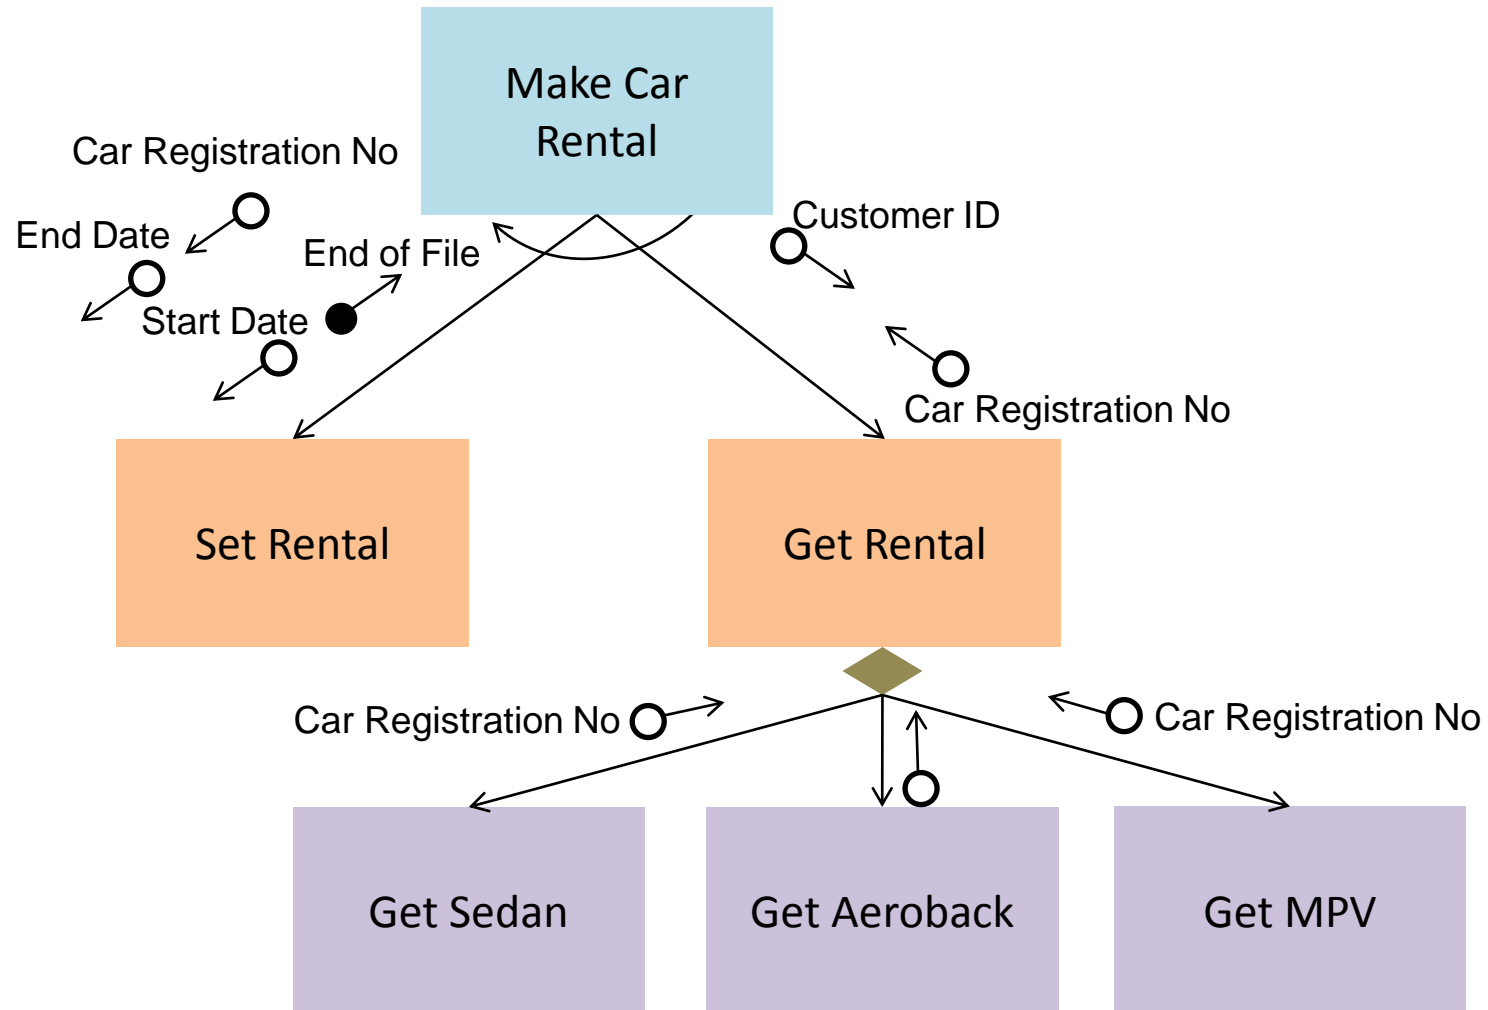 Make Car
Rental
Car Registration No
Customer ID
End Date
End of File
Start Date
Car Registration No
Set Rental
Get Rental
Car Registration No
Car Registration No
Get Sedan
Get Aeroback
Get MPV